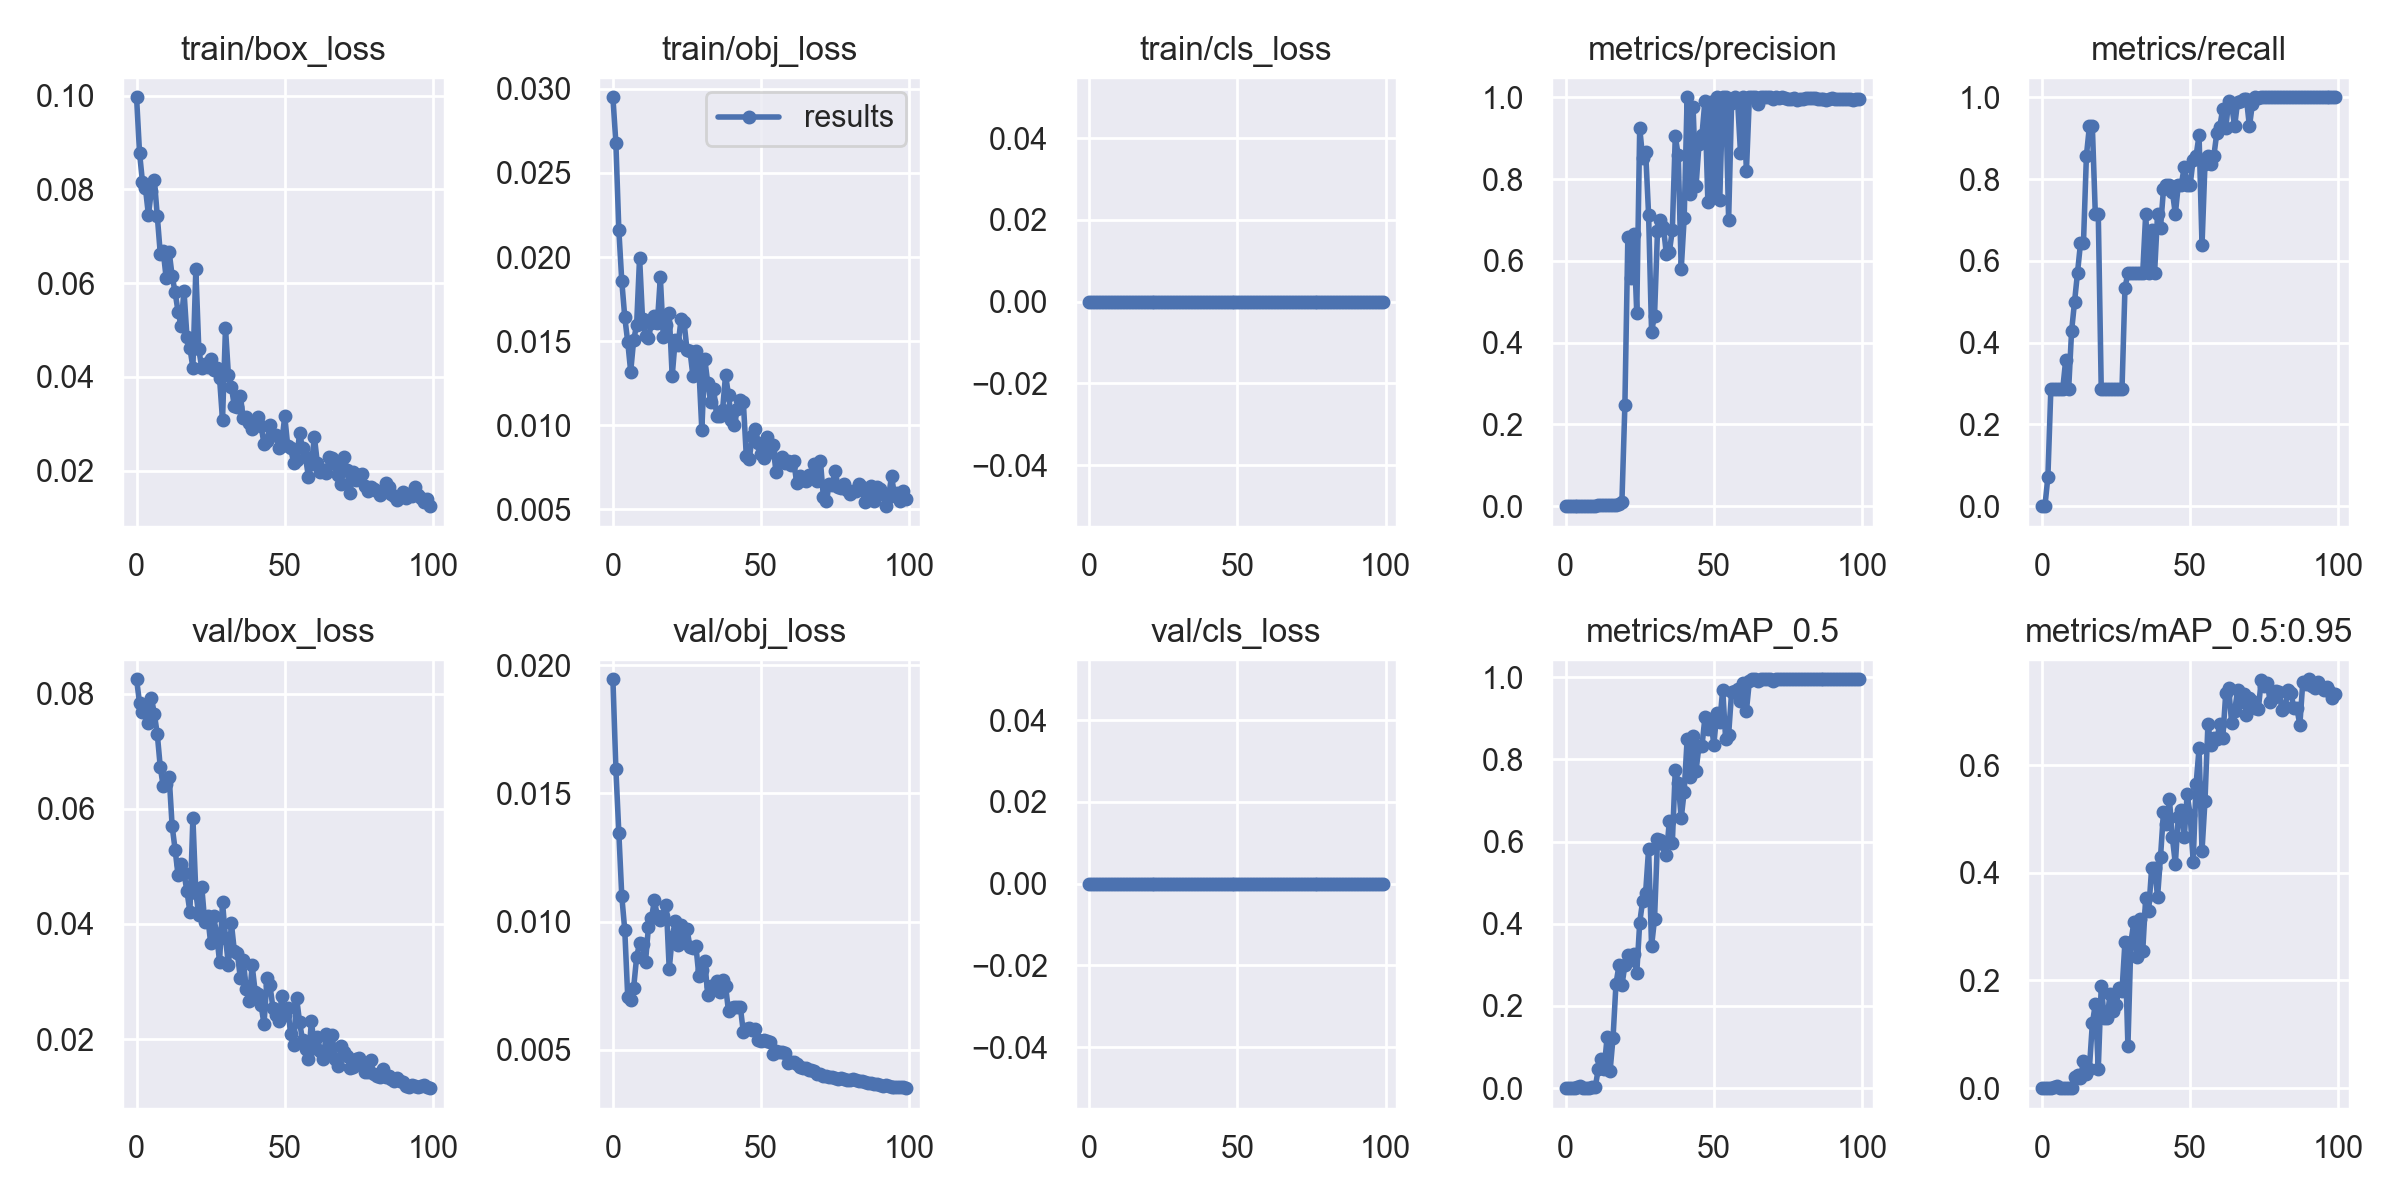 train/box_loss
0.10
0.08
0.06
0.04
0.02
0 50 100
train/obj_loss
results
0.030
0.025
0.020
0.015
0.010
0.005
0 50 100
train/cls_loss
0.04
0.02
0.00
−0.02
−0.04
0 50 100
metrics/precision
1.0
0.8
0.6
0.4
0.2
0.0
0 50 100
metrics/recall
1.0
0.8
0.6
0.4
0.2
0.0
0 50 100
val/box_loss
0.08
0.06
0.04
0.02
0 50 100
val/obj_loss
0.020
0.015
0.010
0.005
0 50 100
val/cls_loss
0.04
0.02
0.00
−0.02
−0.04
0 50 100
metrics/mAP_0.5
1.0
0.8
0.6
0.4
0.2
0.0
0 50 100
metrics/mAP_0.5:0.95
0.6
0.4
0.2
0.0
0 50 100